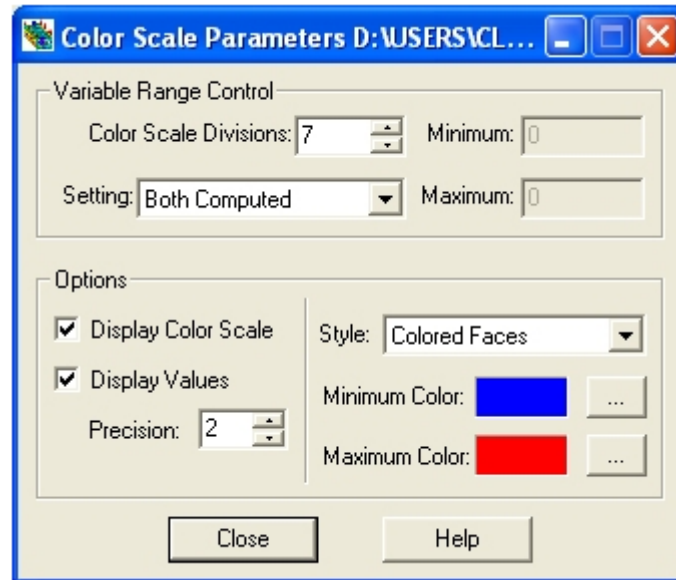 Color Scale Parameters D:\USERS\CL...
Variable Range Control
Color Scale Divisions: 7 Minimum: 0
Setting: Both Computed Maximum: 0
Options
Display Color Scale Style: Colored Faces
Display Values Minimum Color: ...
Precision: 2 Maximum Color: ...
Close Help